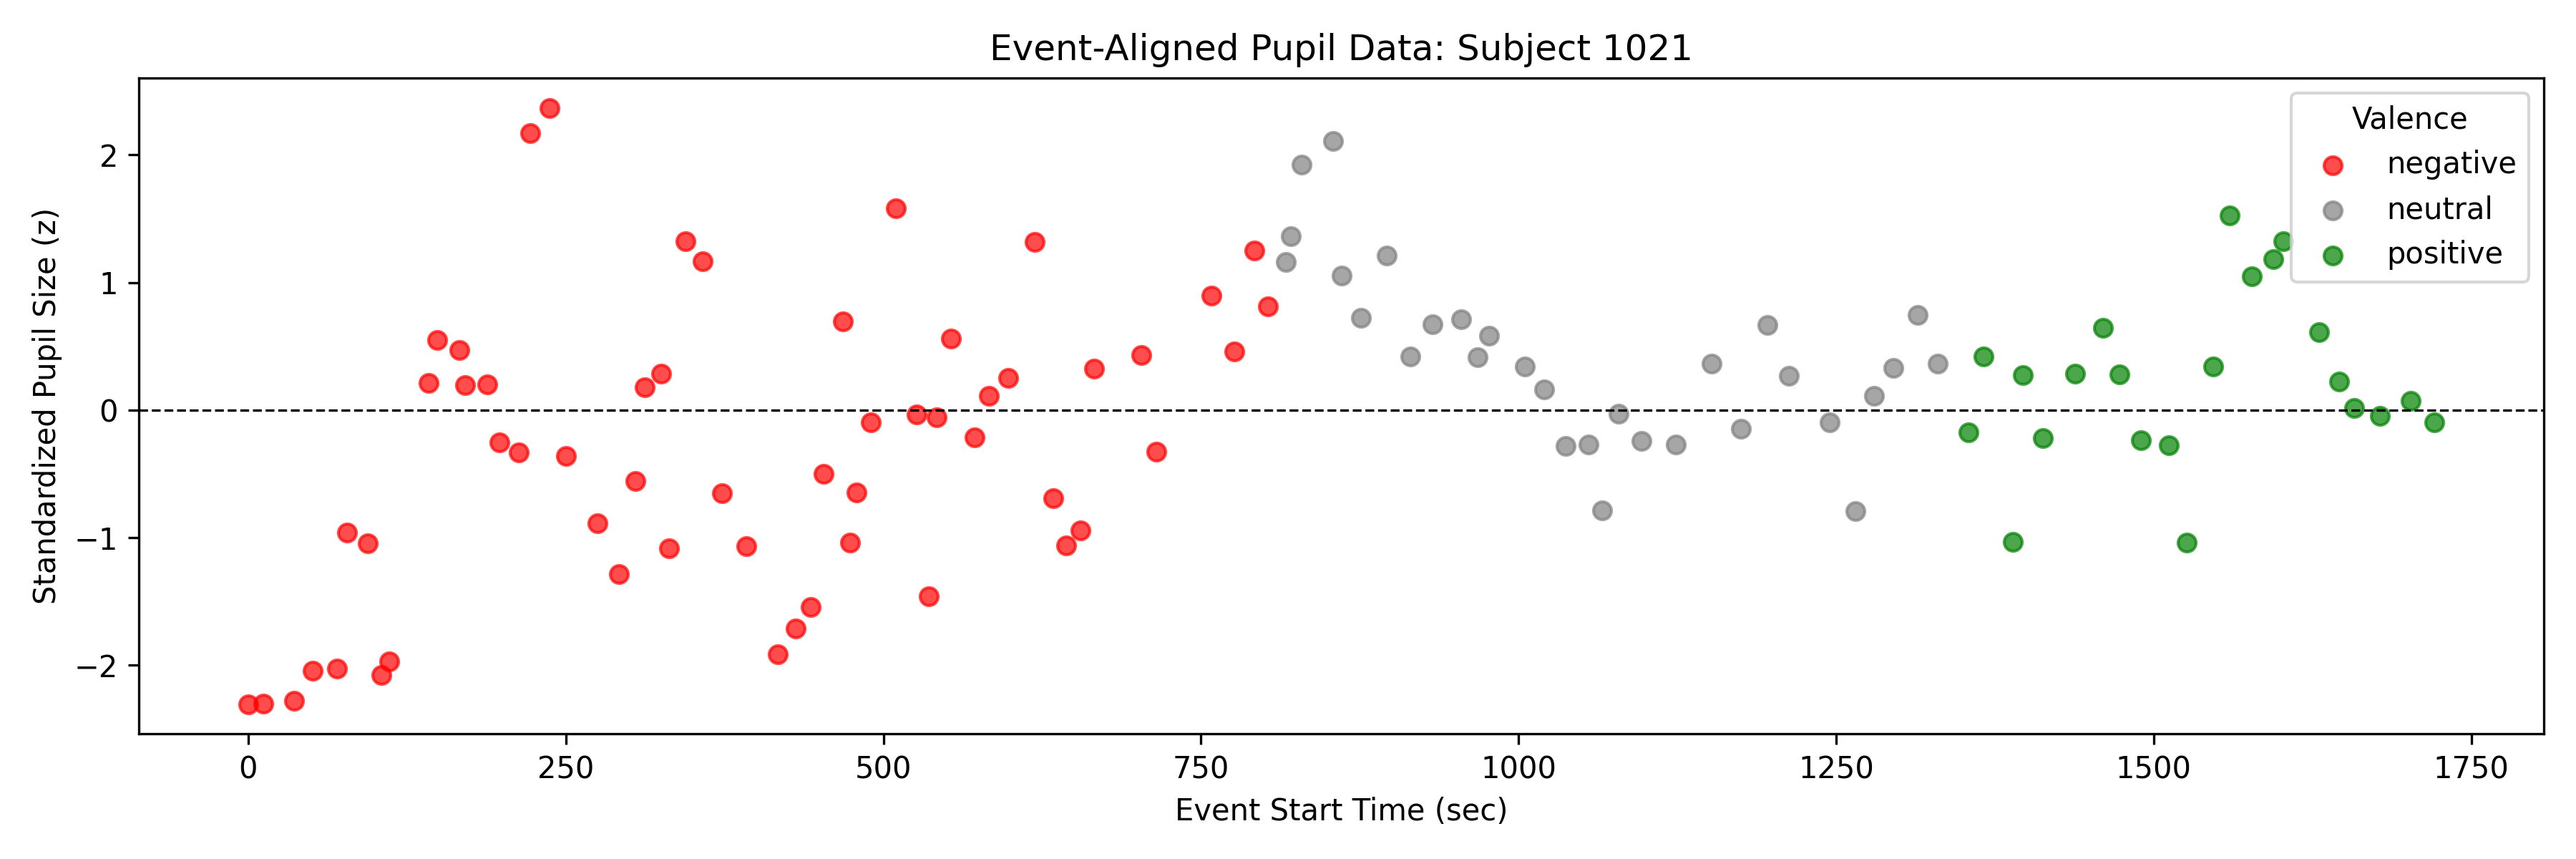 Event-Aligned Pupil Data: Subject 1021
Valence
negative
neutral
positive
Standardized Pupil Size (z)
2
1
0
−1
−2
0 250 500 750 1000 1250 1500 1750
Event Start Time (sec)